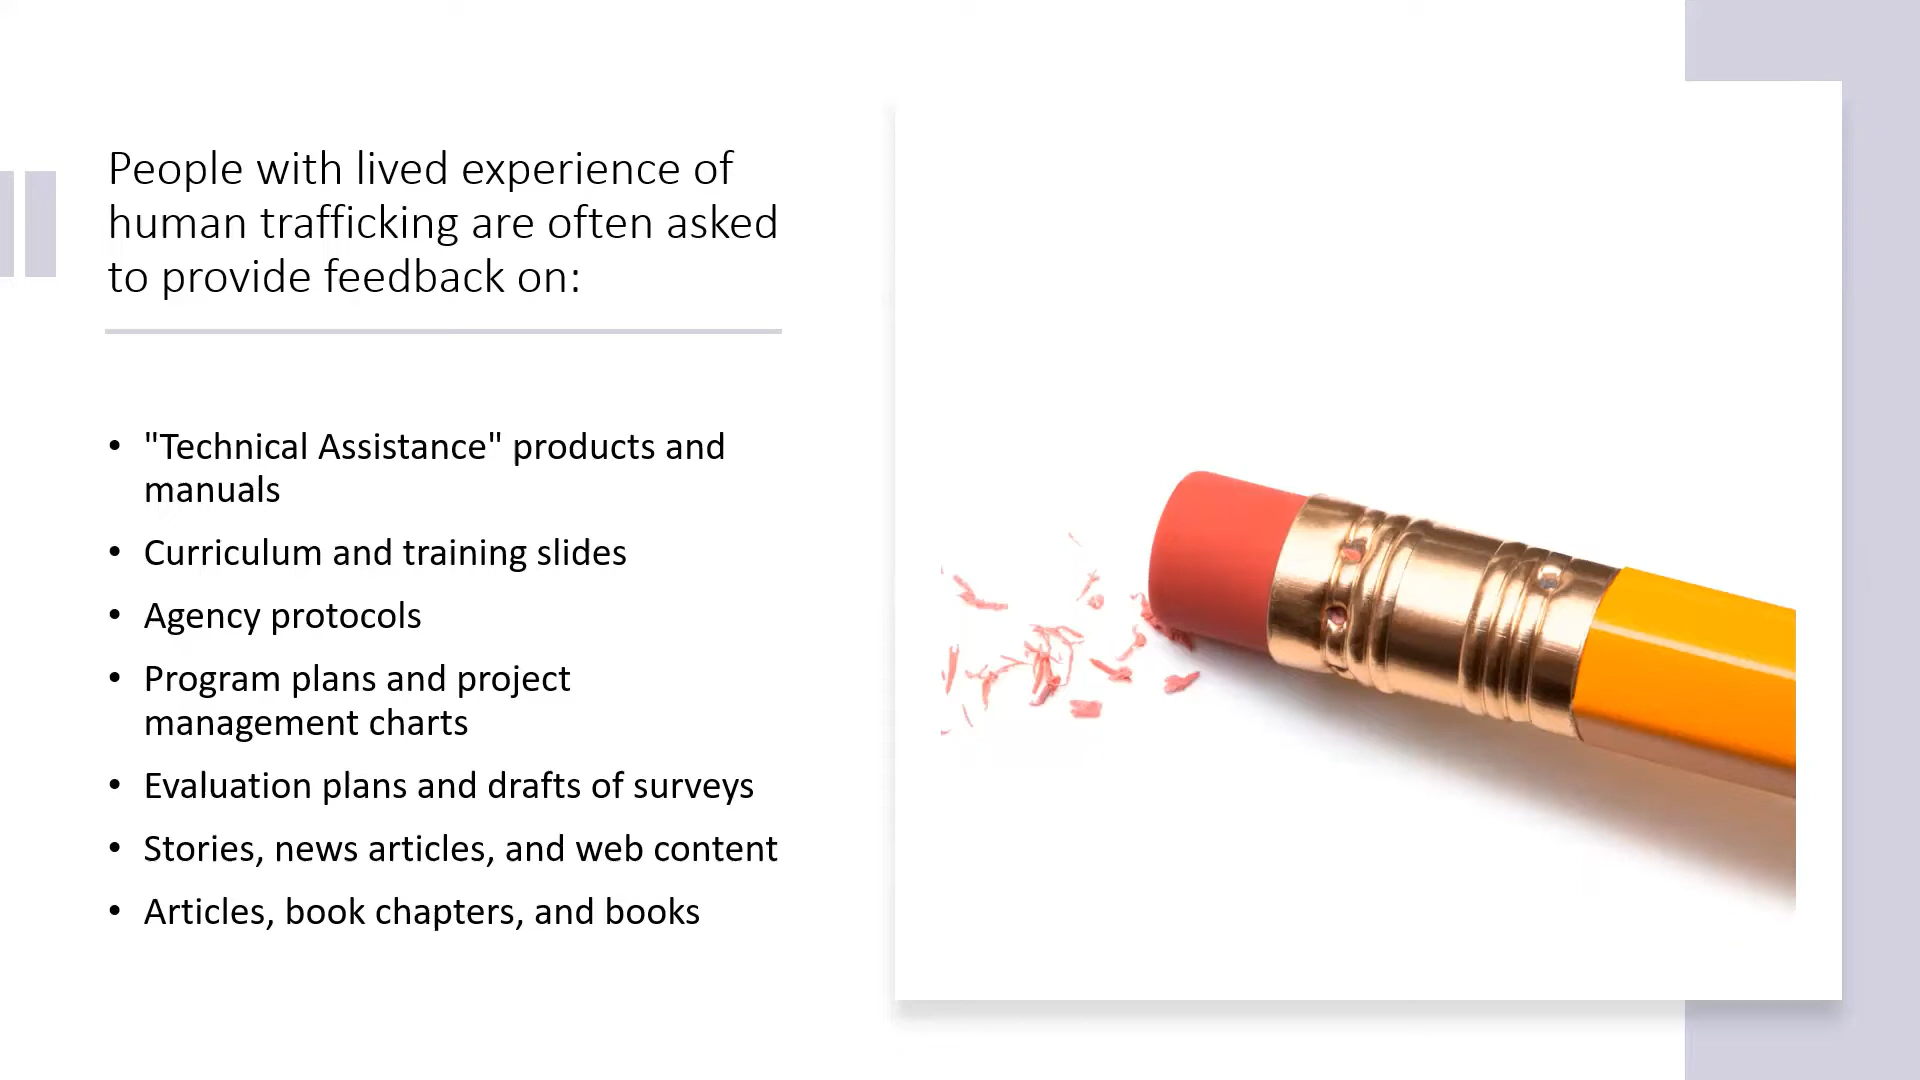 People with lived experience of
human trafficking are often asked
to provide feedback on:
• "Technical Assistance" products and
manuals
• Curriculum and training slides
• Agency protocols
• Program plans and project
management charts
• Evaluation plans and drafts of surveys
• Stories, news articles, and web content
• Articles, book chapters, and books